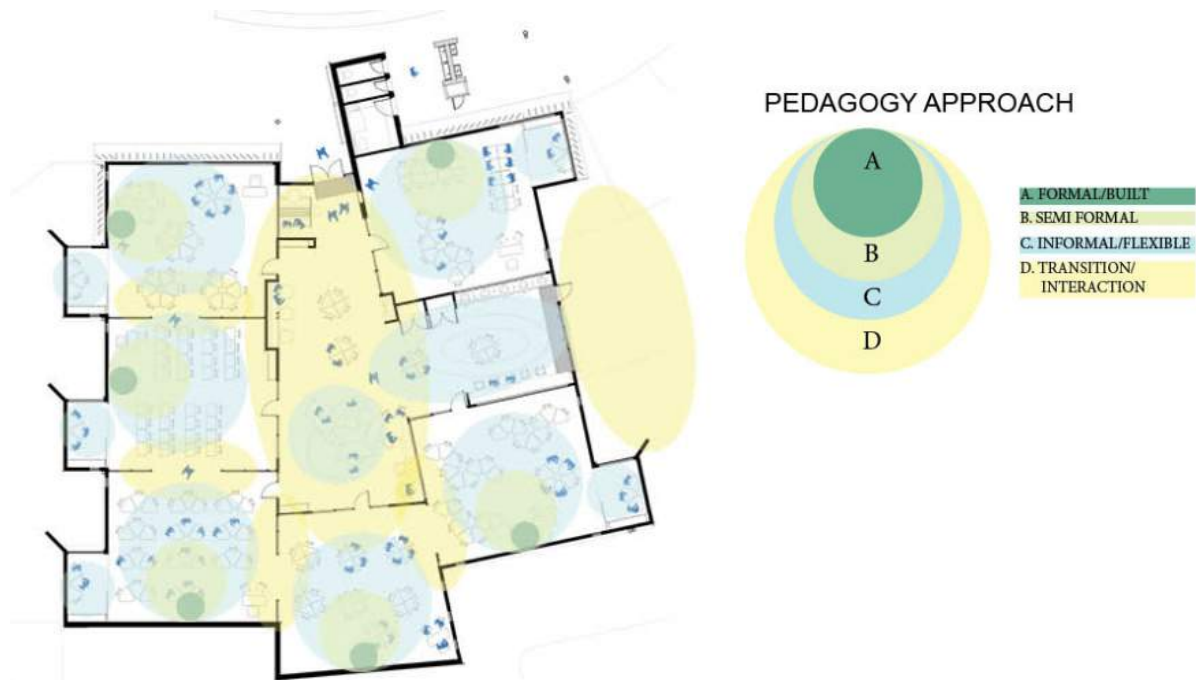 PEDAGOGY APPROACH
A
B
C
D
A. FORMAL/BUILT
B. SEMI FORMAL
C. INFORMAL/FLEXIBLE
D. TRANSITION/
INTERACTION